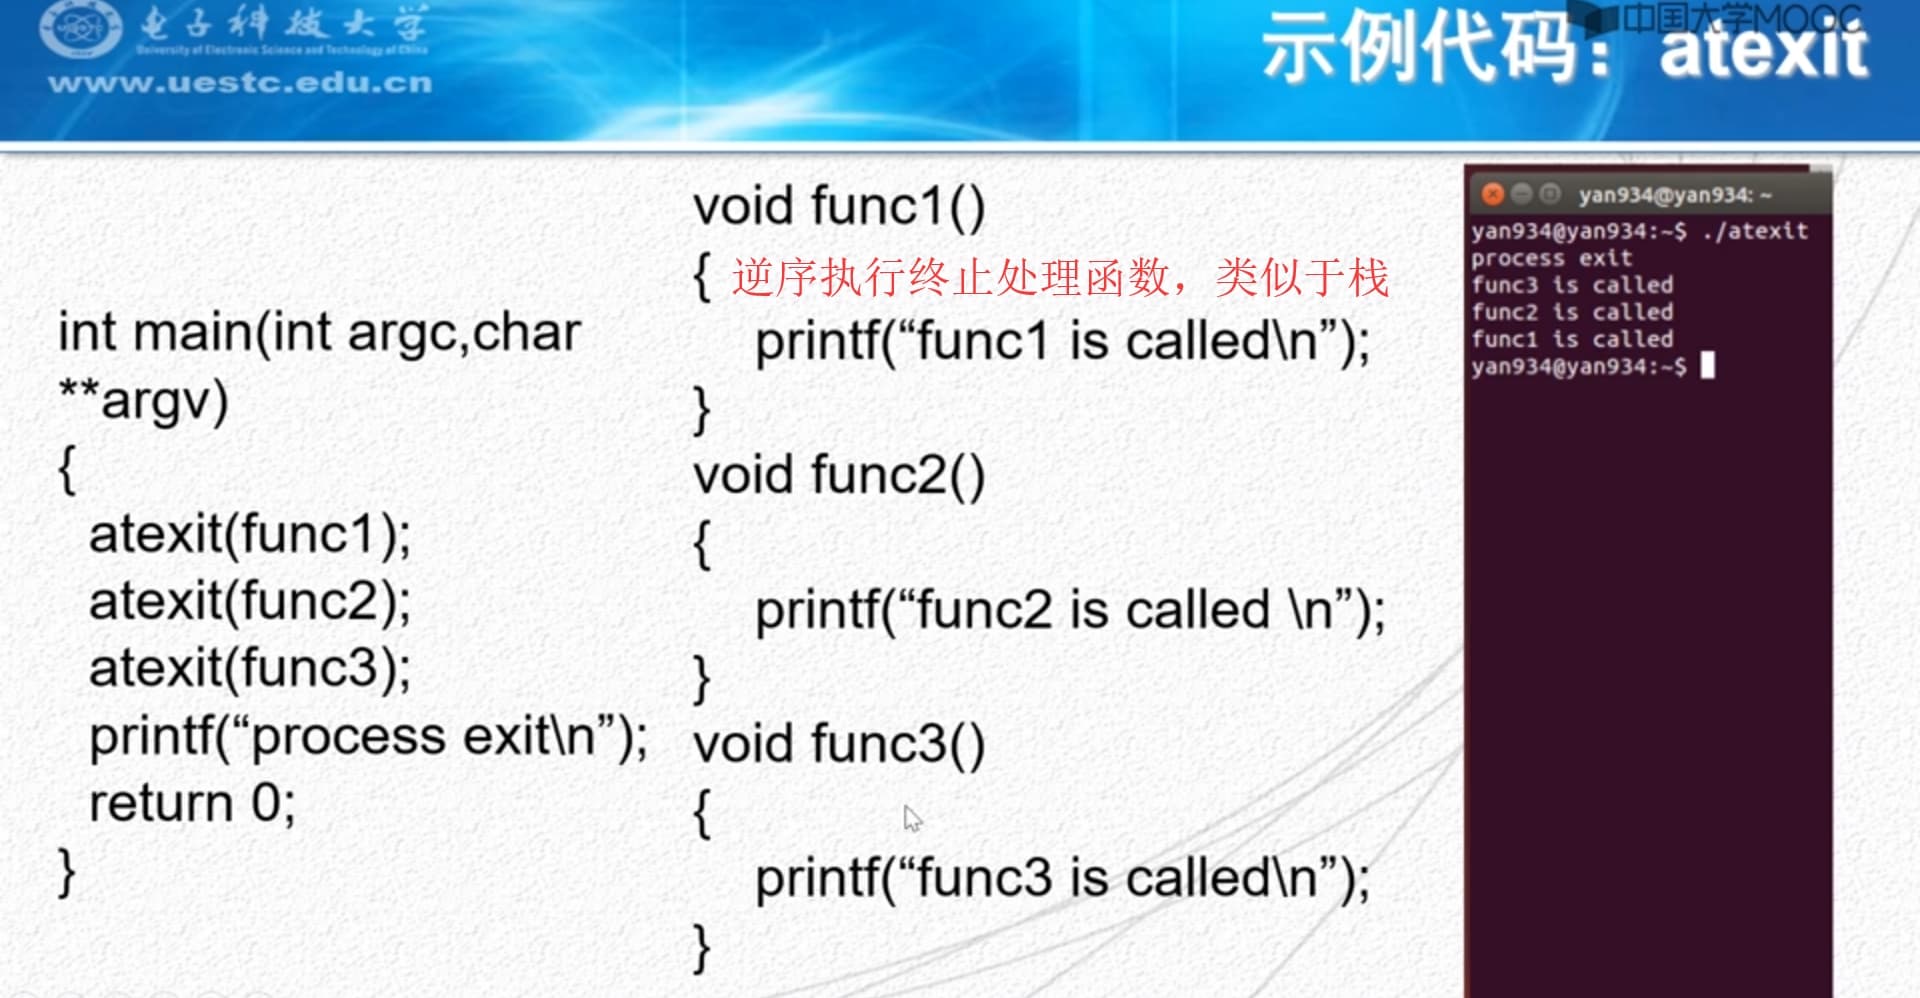 电子科技大学
University of Electronic Science and Technology of China
www.uestc.edu.cn
中国大学MOOC
示例代码：atexit
int main(int argc,char
**argv)
{
atexit(func1);
atexit(func2);
atexit(func3);
printf(“process exit\n”);
return 0;
}
void func1()
{ 逆序执行终止处理函数，类似于栈
printf(“func1 is called\n”);
}
void func2()
{
printf(“func2 is called \n”);
}
void func3()
{
printf(“func3 is called\n”);
}
yan934@yan934: ~
yan934@yan934:~$ ./atexit
process exit
func3 is called
func2 is called
func1 is called
yan934@yan934:~$